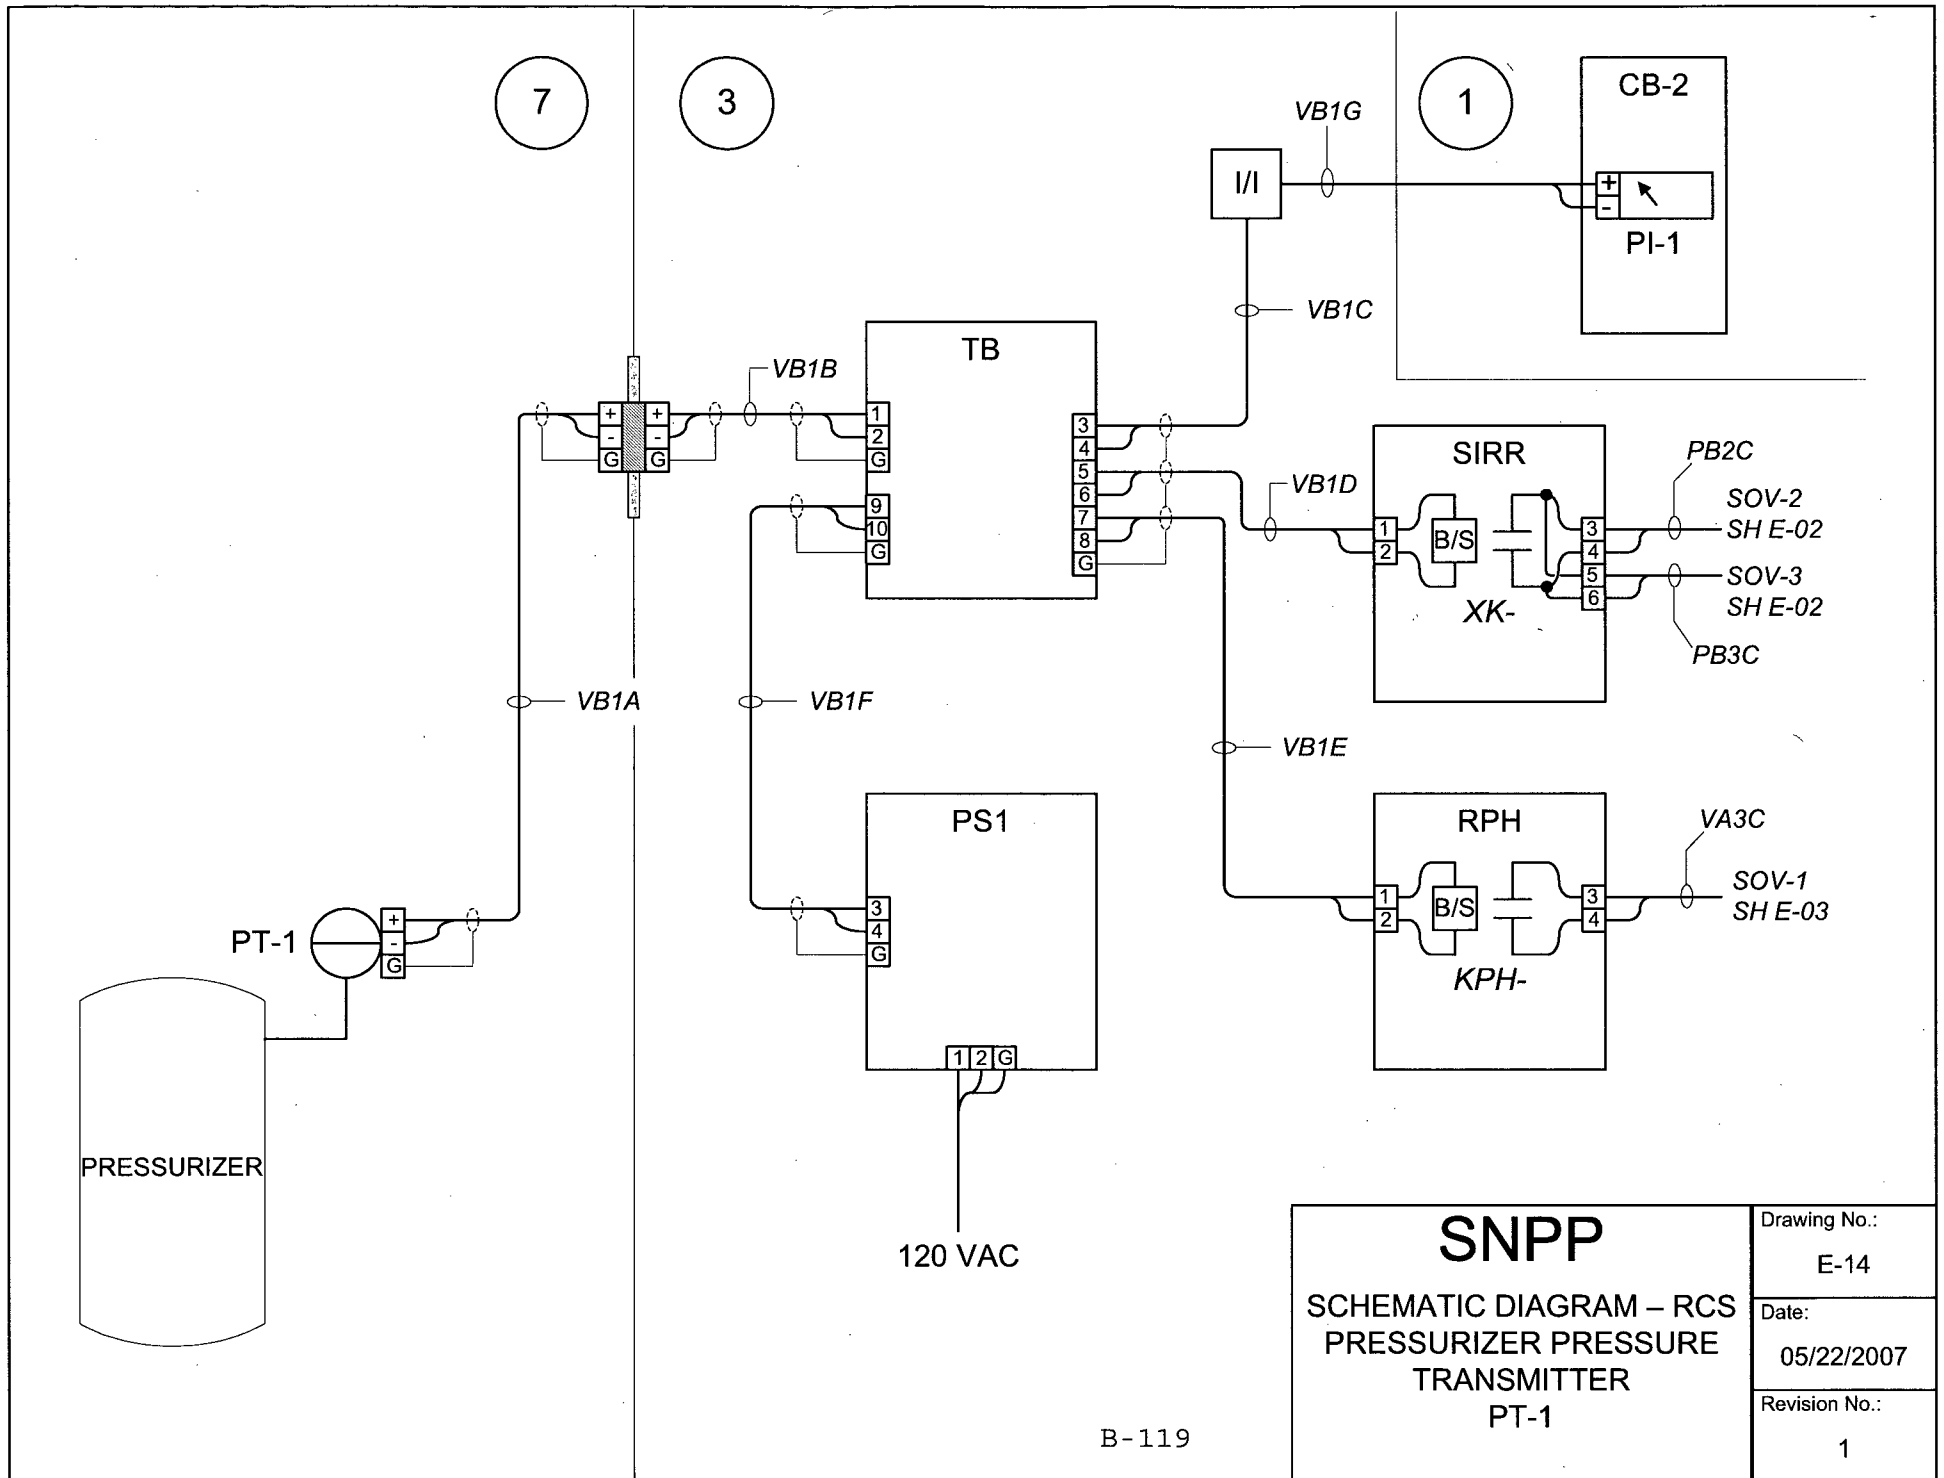 7
3
1
CB-2
VB1G
I/I
+
-
PI-1
VB1C
TB
VB1B
+ +
- -
G G
1
2
G
9
10
G
3
4
5
6
7
8
G
SIRR
VB1D
1
2
B/S
XK-
3
4
5
6
PB2C
SOV-2
SH E-02
SOV-3
SH E-02
PB3C
VB1A
VB1F
VB1E
PS1
3
4
G
1 2 G
120 VAC
RPH
1
2
B/S
KPH-
3
4
VA3C
SOV-1
SH E-03
PT-1
+
-
G
PRESSURIZER
SNPP
SCHEMATIC DIAGRAM – RCS
PRESSURIZER PRESSURE
TRANSMITTER
PT-1
Drawing No.:
E-14
Date:
05/22/2007
Revision No.:
1
B-119